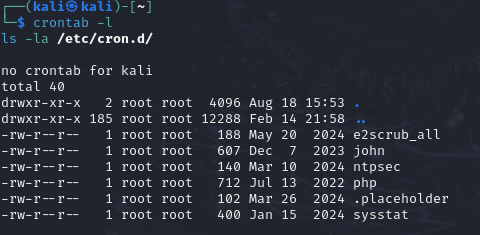 ┌──(kali㉿kali)-[~]
└─$ crontab -l
ls -la /etc/cron.d/
no crontab for kali
total 40
drwxr-xr-x   2 root root  4096 Aug 18 15:53 .
drwxr-xr-x 185 root root 12288 Feb 14 21:58 ..
-rw-r--r--   1 root root   188 May 20  2024 e2scrub_all
-rw-r--r--   1 root root   607 Dec  7  2023 john
-rw-r--r--   1 root root   140 Mar 10  2024 ntpsec
-rw-r--r--   1 root root   712 Jul 13  2022 php
-rw-r--r--   1 root root   102 Mar 26  2024 .placeholder
-rw-r--r--   1 root root   400 Jan 15  2024 sysstat